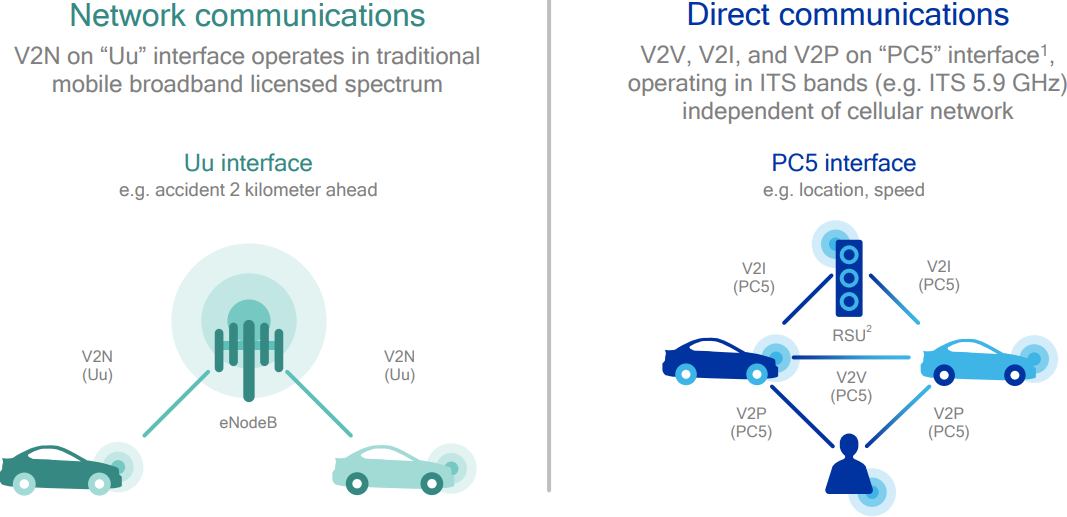 Network communications
V2N on “Uu” interface operates in traditional
mobile broadband licensed spectrum
Uu interface
e.g. accident 2 kilometer ahead
V2N
(Uu)
V2N
(Uu)
eNodeB
Direct communications
V2V, V2I, and V2P on “PC5” interface¹,
operating in ITS bands (e.g. ITS 5.9 GHz)
independent of cellular network
PC5 interface
e.g. location, speed
V2I
(PC5)
V2I
(PC5)
RSU²
V2V
(PC5)
V2P
(PC5)
V2P
(PC5)